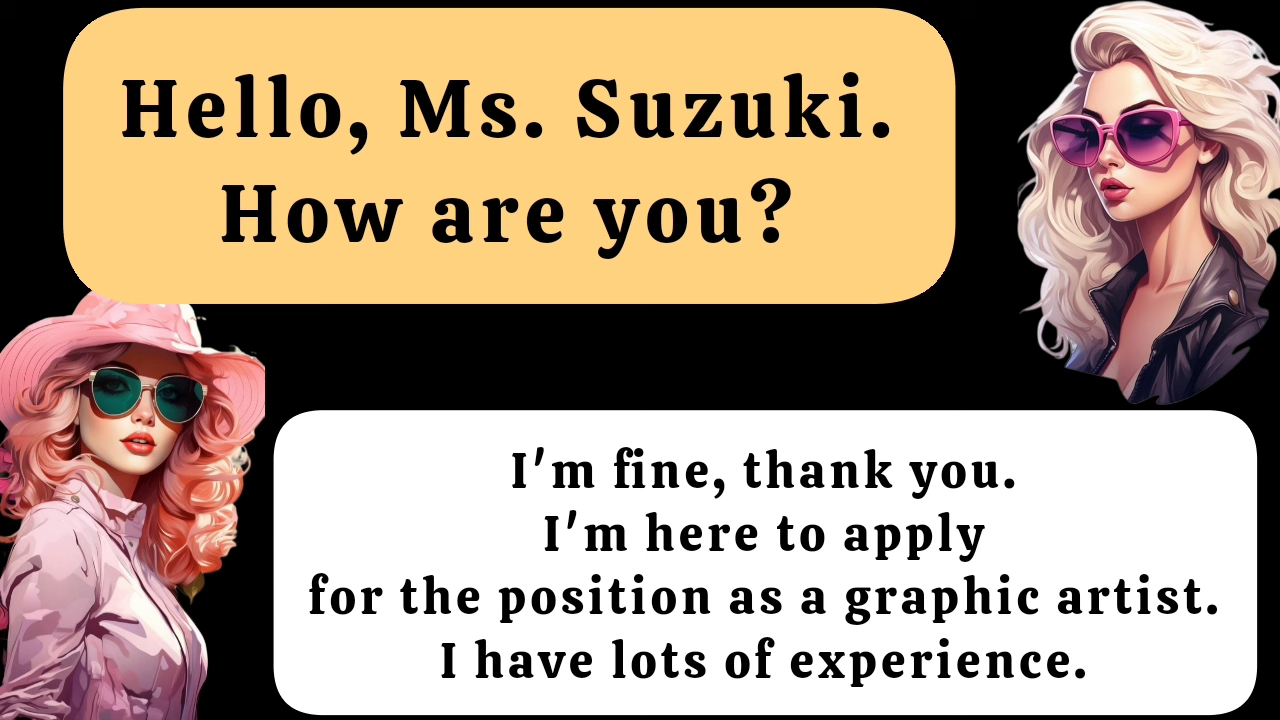 Hello, Ms. Suzuki.
How are you?
I'm fine, thank you.
I'm here to apply
for the position as a graphic artist.
I have lots of experience.